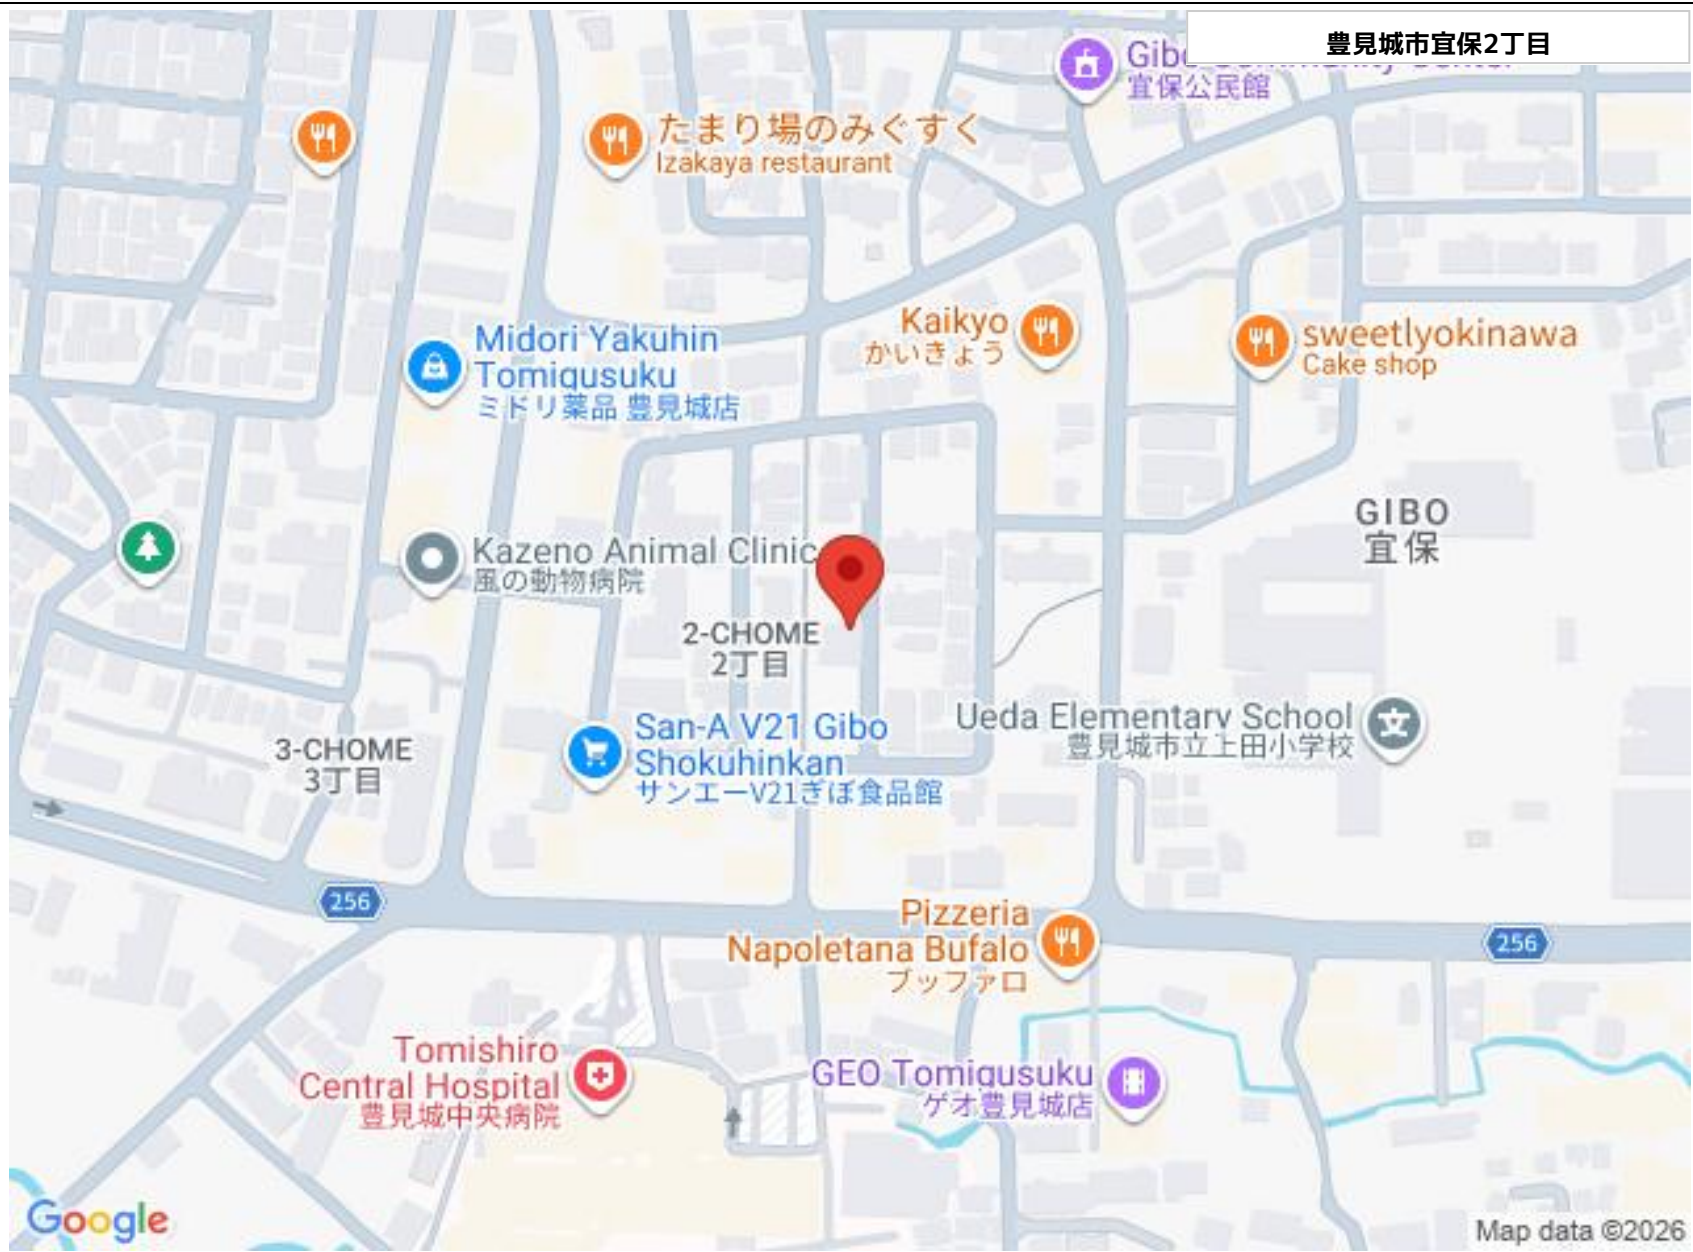 豊見城市宜保2丁目
宜保公民館
たまり場のみぐすく
Izakaya restaurant
Kaikyo
かいきょう
sweetlyokinawa
Cake shop
Midori Yakuhin
Tomigusuku
ミドリ薬品 豊見城店
GIBO
宜保
Kazeno Animal Clinic
風の動物病院
2-CHOME
2丁目
San-A V21 Gibo
Shokuhinkan
サンエーV21ぎぼ食品館
Ueda Elementary School
豊見城市立上田小学校
3-CHOME
3丁目
256
Pizzeria
Napoletana Bufalo
ブッファロ
256
Tomishiro
Central Hospital
豊見城中央病院
GEO Tomigusuku
ゲオ豊見城店
Google
Map data ©2026